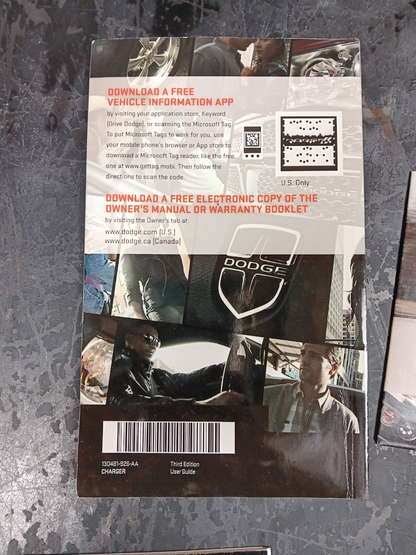 DOWNLOAD A FREE
VEHICLE INFORMATION APP
by visiting your application store, Keyword
(Drive Dodge), or scanning the Microsoft Tag.
To put Microsoft Tags to work for you, use
your mobile phone's browser or App store to
download a Microsoft Tag reader, like the free
one at www.gettag.mobi. Then follow the
directions to scan the code.
U.S. Only
DOWNLOAD A FREE ELECTRONIC COPY OF THE
OWNER'S MANUAL OR WARRANTY BOOKLET
by visiting the Owner's tab at:
www.dodge.com (U.S.)
www.dodge.ca (Canada)
DODGE
13D481-926-AA
CHARGER
Third Edition
User Guide